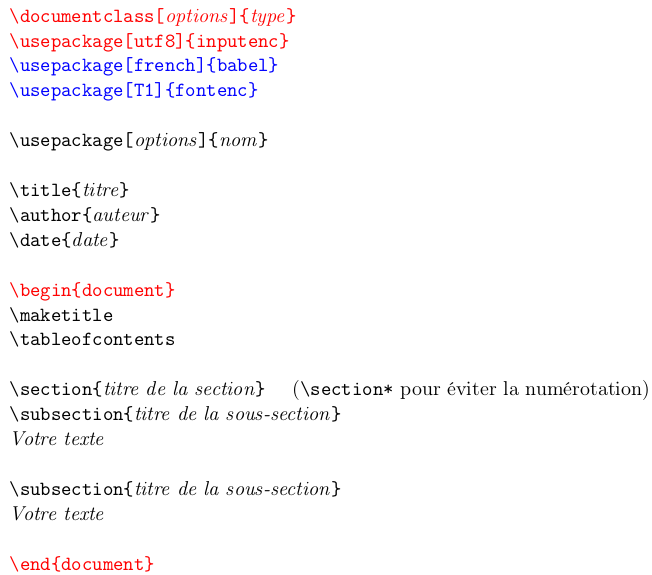 \documentclass[options]{type}
\usepackage[utf8]{inputenc}
\usepackage[french]{babel}
\usepackage[T1]{fontenc}
\usepackage[options]{nom}
\title{titre}
\author{auteur}
\date{date}
\begin{document}
\maketitle
\tableofcontents
\section{titre de la section} (\section* pour éviter la numérotation)
\subsection{titre de la sous-section}
Votre texte
\subsection{titre de la sous-section}
Votre texte
\end{document}